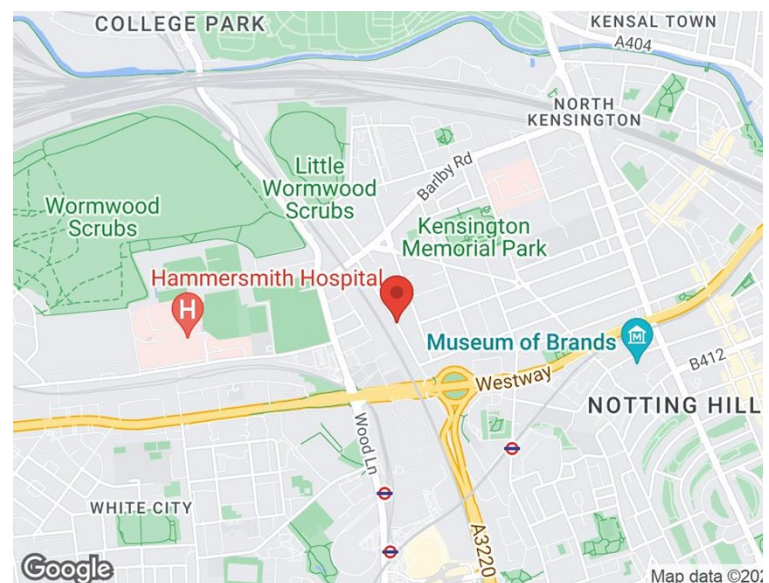 COLLEGE PARK
KENSAL TOWN
A404
NORTH
KENSINGTON
Little
Wormwood
Scrubs
Barlby Rd
Wormwood
Scrubs
Kensington
Memorial Park
Hammersmith Hospital
H
Museum of Brands
M
B412
Westway
NOTTING HILL
Wood Ln
WHITE CITY
A3220
Google
Map data ©201